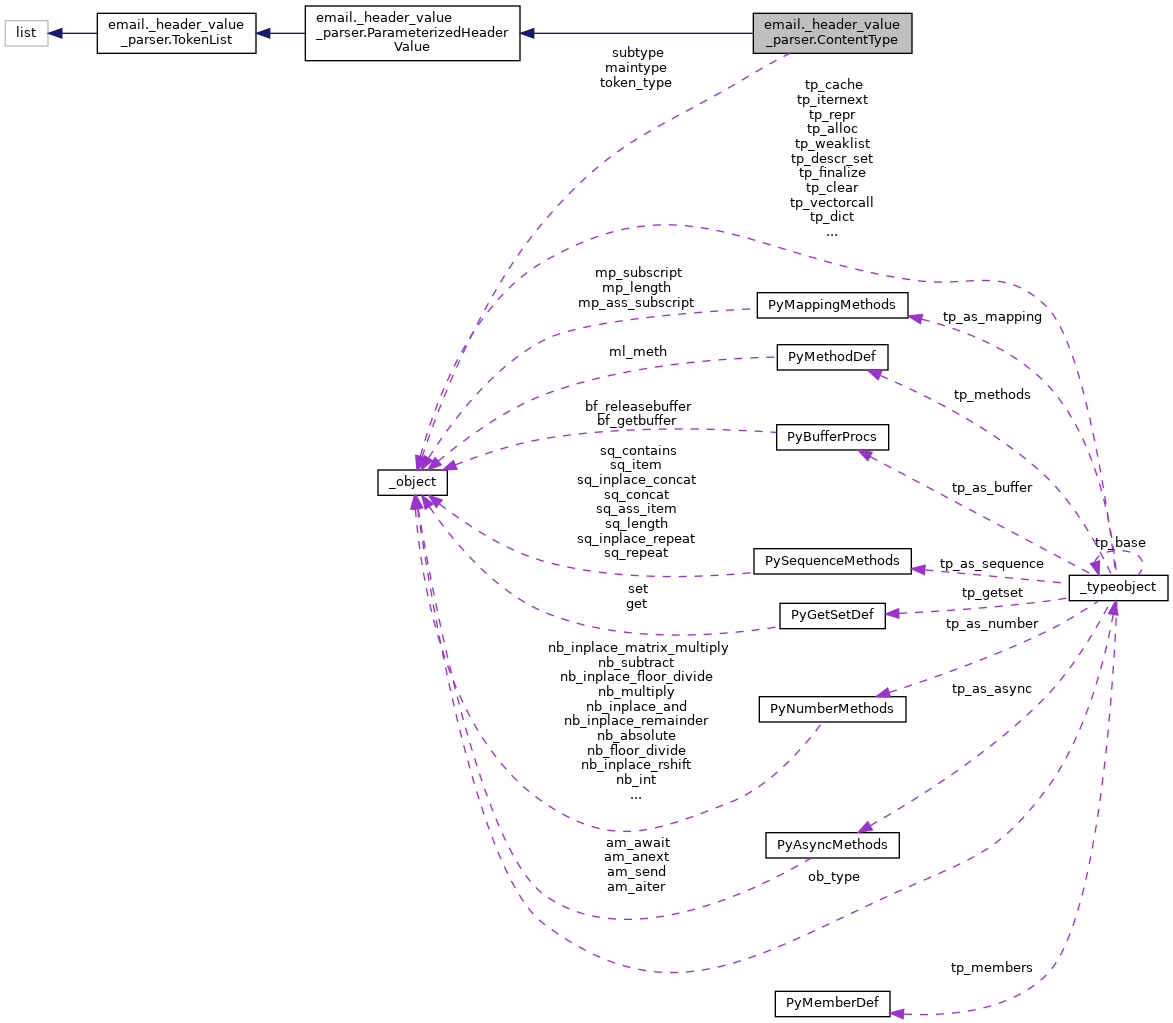 list
email._header_value
_parser.TokenList
email._header_value
_parser.ParameterizedHeader
Value
email._header_value
_parser.ContentType
subtype
maintype
token_type
tp_cache
tp_iternext
tp_repr
tp_alloc
tp_weaklist
tp_descr_set
tp_finalize
tp_clear
tp_vectorcall
tp_dict
...
mp_subscript
mp_length
mp_ass_subscript
PyMappingMethods
tp_as_mapping
ml_meth
PyMethodDef
tp_methods
bf_releasebuffer
bf_getbuffer
PyBufferProcs
_object
sq_contains
sq_item
sq_inplace_concat
sq_concat
sq_ass_item
sq_length
sq_inplace_repeat
sq_repeat
tp_as_buffer
tp_base
PySequenceMethods
tp_as_sequence
_typeobject
set
get
PyGetSetDef
tp_getset
tp_as_number
nb_inplace_matrix_multiply
nb_subtract
nb_inplace_floor_divide
nb_multiply
nb_inplace_and
nb_inplace_remainder
nb_absolute
nb_floor_divide
nb_inplace_rshift
nb_int
...
PyNumberMethods
tp_as_async
am_await
am_anext
am_send
am_aiter
PyAsyncMethods
ob_type
tp_members
PyMemberDef